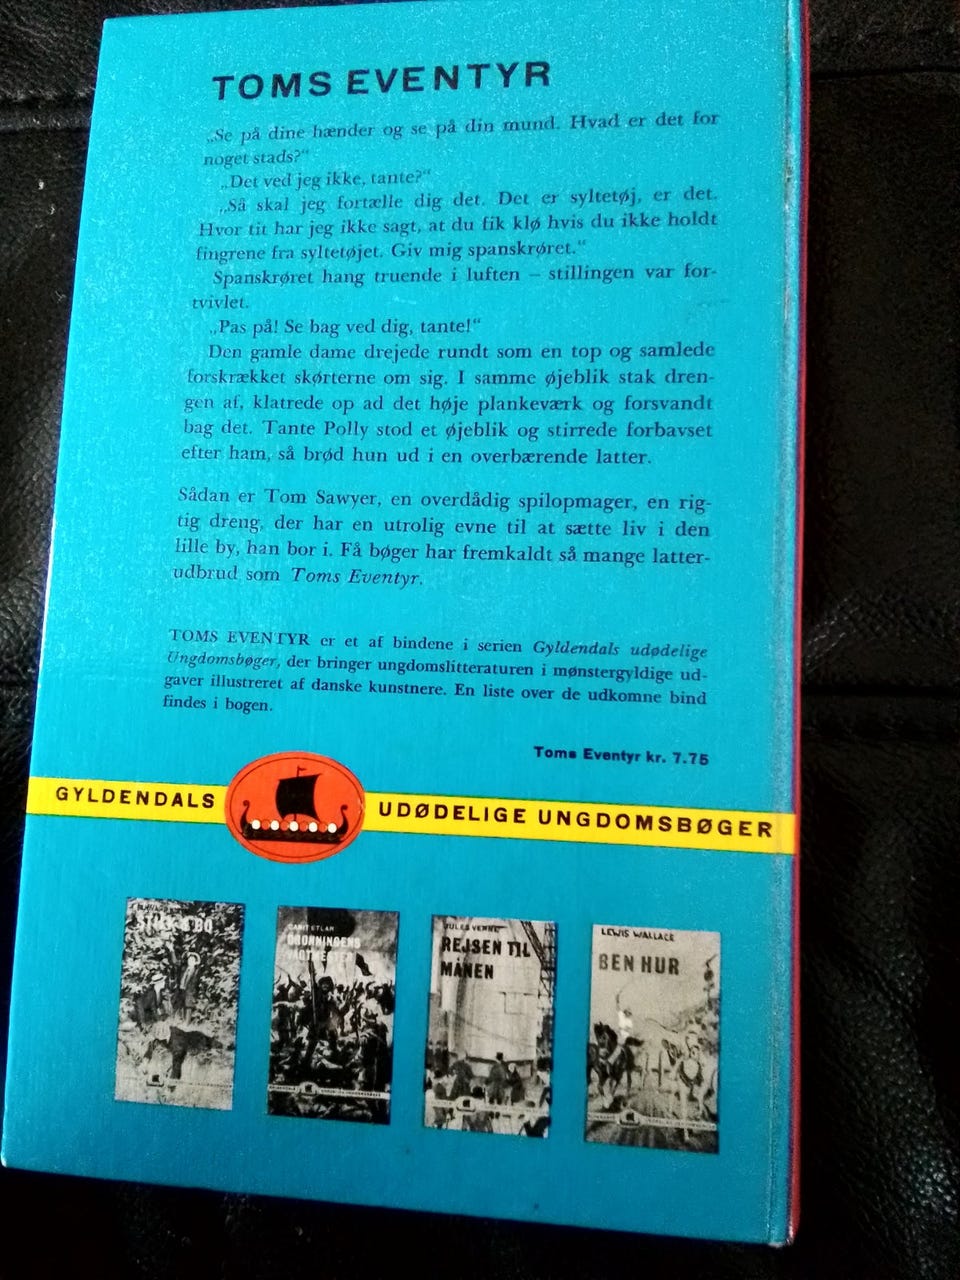 TOMS EVENTYR
„Se på dine hænder og se på din mund. Hvad er det for
noget stads?“
„Det ved jeg ikke, tante?“
„Så skal jeg fortælle dig det. Det er syltetøj, er det.
Hvor tit har jeg ikke sagt, at du fik klø hvis du ikke holdt
fingrene fra syltetøjet. Giv mig spanskrøret.“
Spanskrøret hang truende i luften – stillingen var for-
tvivlet.
„Pas på! Se bag ved dig, tante!“
Den gamle dame drejede rundt som en top og samlede
forskrækket skørterne om sig. I samme øjeblik stak dren-
gen af, klatrede op ad det høje plankeværk og forsvandt
bag det. Tante Polly stod et øjeblik og stirrede forbavset
efter ham, så brød hun ud i en overbærende latter.
Sådan er Tom Sawyer, en overdådig spilopmager, en rig-
tig dreng, der har en utrolig evne til at sætte liv i den
lille by, han bor i. Få bøger har fremkaldt så mange latter-
udbrud som Toms Eventyr.
TOMS EVENTYR er et af bindene i serien Gyldendals udødelige
Ungdomsbøger, der bringer ungdomslitteraturen i mønstergyldige ud-
gaver illustreret af danske kunstnere. En liste over de udkomne bind
findes i bogen.
Toms Eventyr kr. 7.75
GYLDENDALS UDØDELIGE UNGDOMSBØGER
CARIT ETLAR
DRONNINGENS
JULES VERNE
REJSEN TIL
MÅNEN
LEWIS WALLACE
BEN HUR